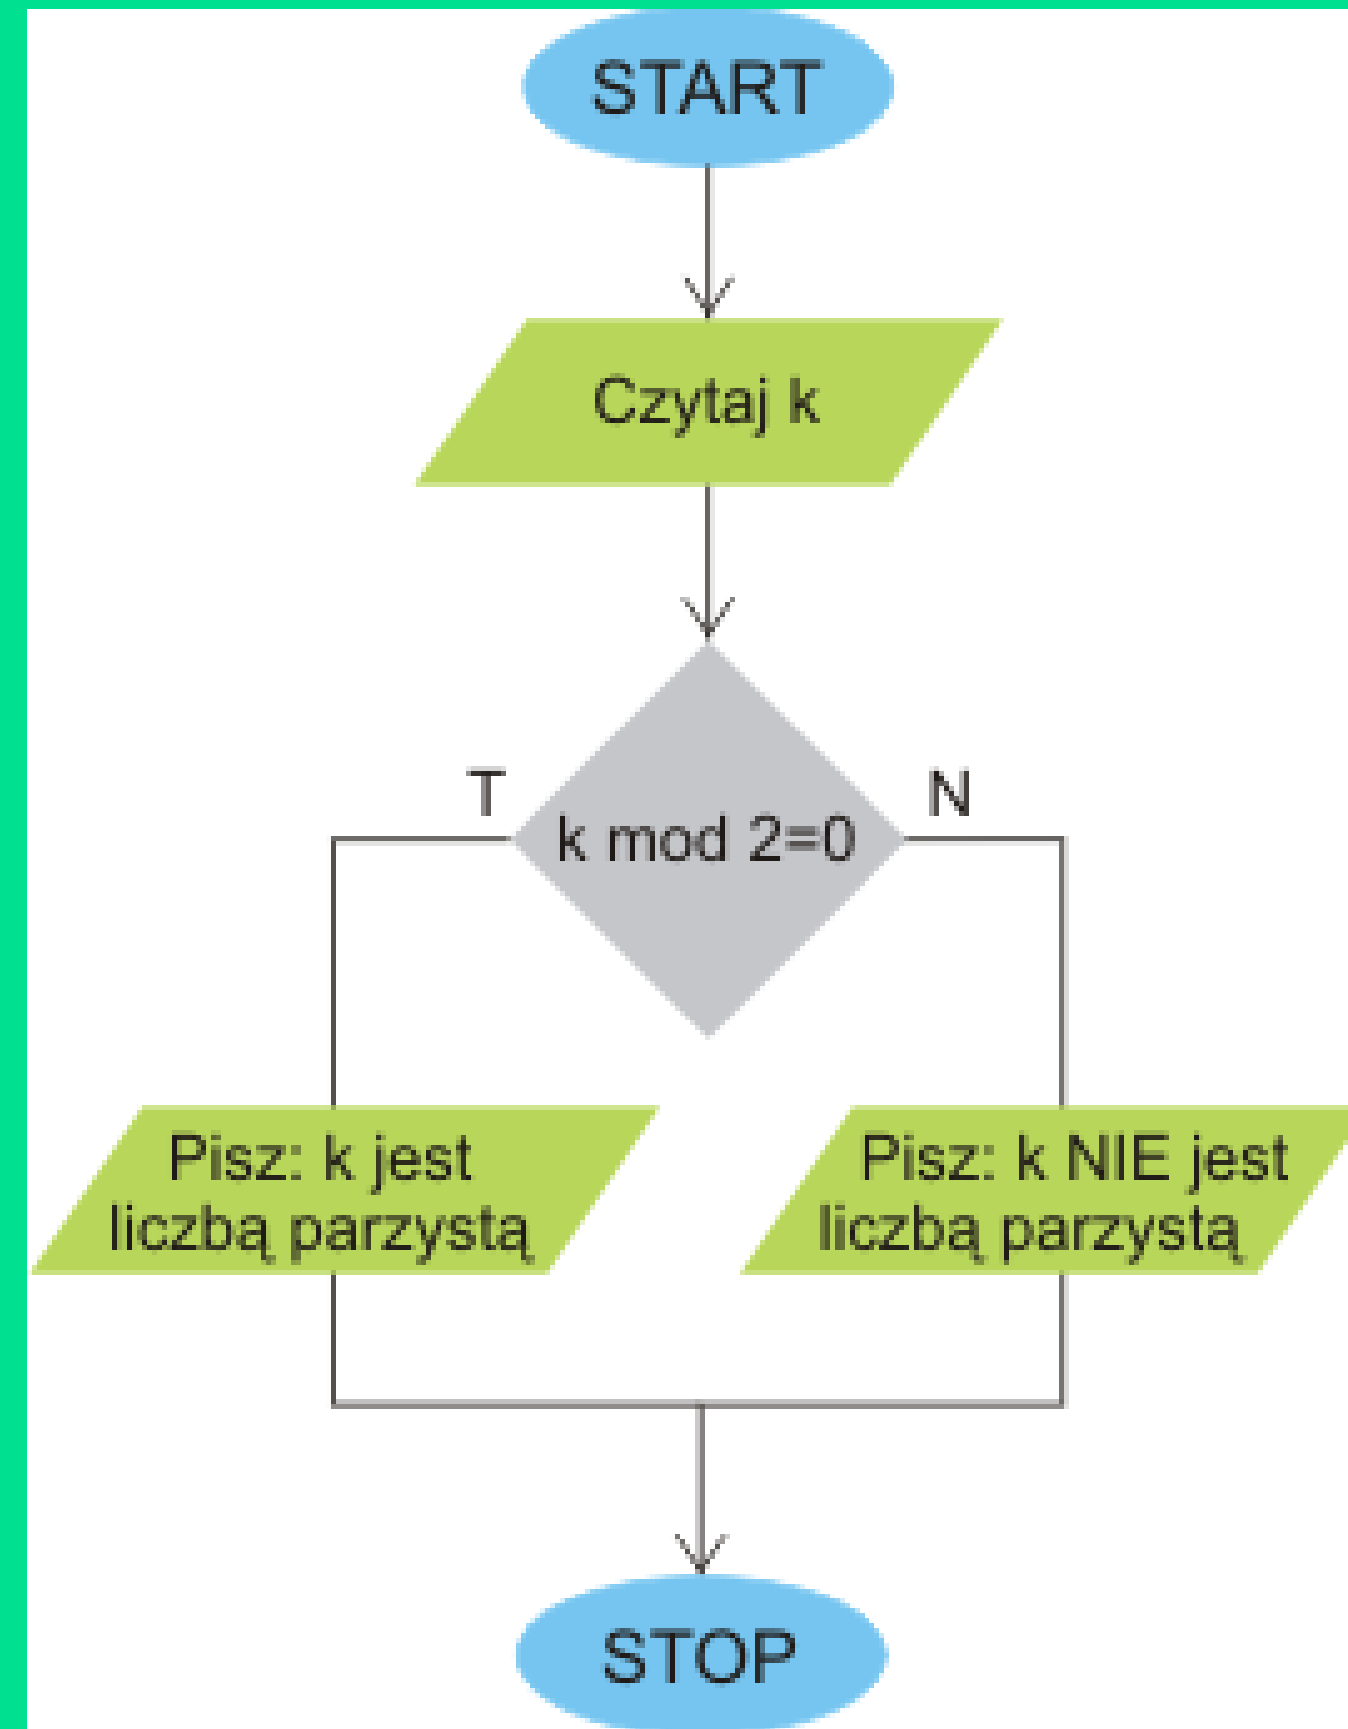 START
Czytaj k
T
N
k mod 2=0
Pisz: k jest
liczbą parzystą
Pisz: k NIE jest
liczbą parzystą
STOP